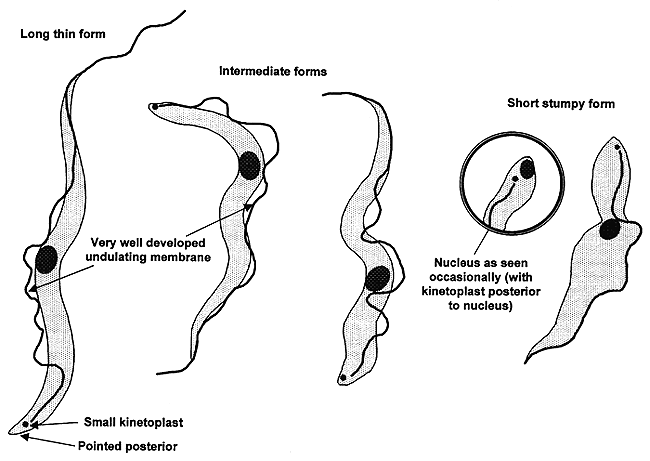 Long thin form
Intermediate forms
Short stumpy form
Very well developed
undulating membrane
Nucleus as seen
occasionally (with
kinetoplast posterior
to nucleus)
Small kinetoplast
Pointed posterior